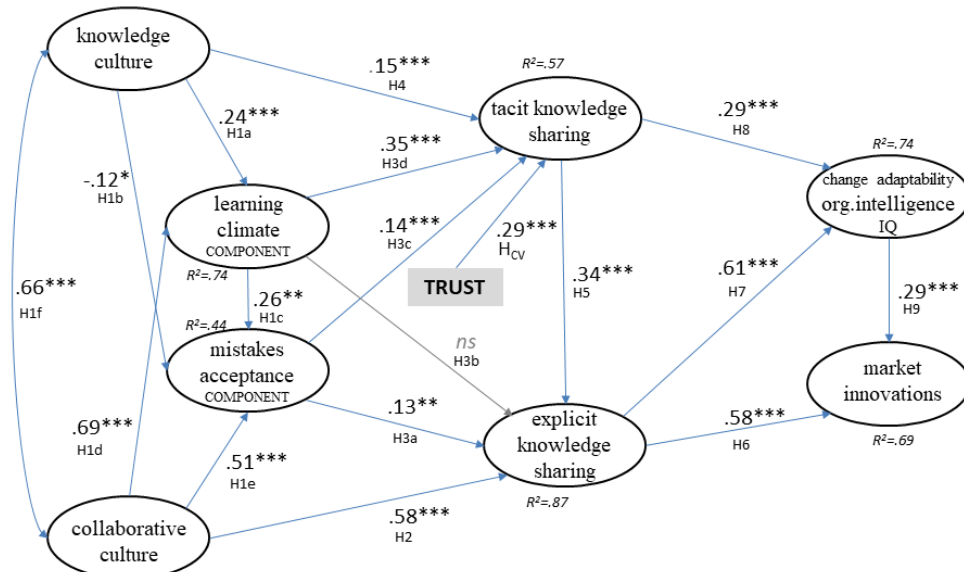 knowledge
culture
.15***
H4
R²=.57
tacit knowledge
sharing
.29***
H8
.24***
H1a
.35***
H3d
-.12*
H1b
R²=.74
change adaptability
org.intelligence
IQ
learning
climate
COMPONENT
R²=.74
.14***
H3c
.29***
HCV
TRUST
.34***
H5
.61***
H7
.66***
H1f
.26**
H1c
.29***
H9
R²=.44
mistakes
acceptance
COMPONENT
ns
H3b
market
innovations
R²=.69
.69***
H1d
.13**
H3a
explicit
knowledge
sharing
R²=.87
.58***
H6
.51***
H1e
.58***
H2
collaborative
culture